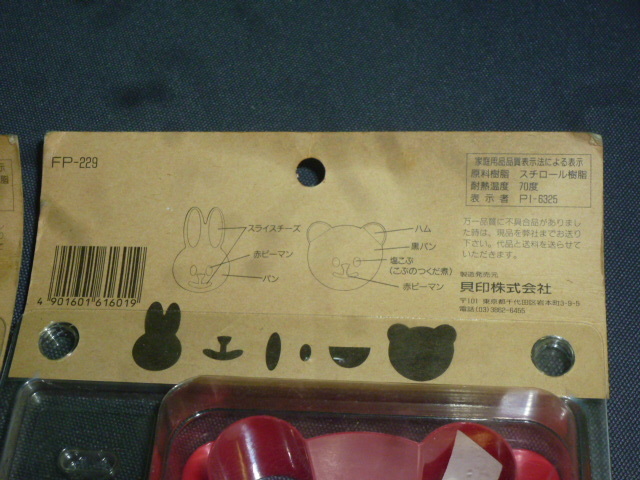 FP-229
家庭用品品質表示法による表示
原料樹脂 スチロール樹脂
耐熱温度 70度
表示者 PI-6325
スライスチーズ
赤ピーマン
パン
ハム
黒パン
塩こぶ
(こぶのつくだ煮)
赤ピーマン
万一品質に不具合品がありまし
た時は、現品を弊社までお送り
下さい。代品と送料を送らせて
いただきます。
製造発売元
貝印株式会社
〒101 東京都千代田区岩本町3-9-5
電話(03)3862-6455
4 901601 616019